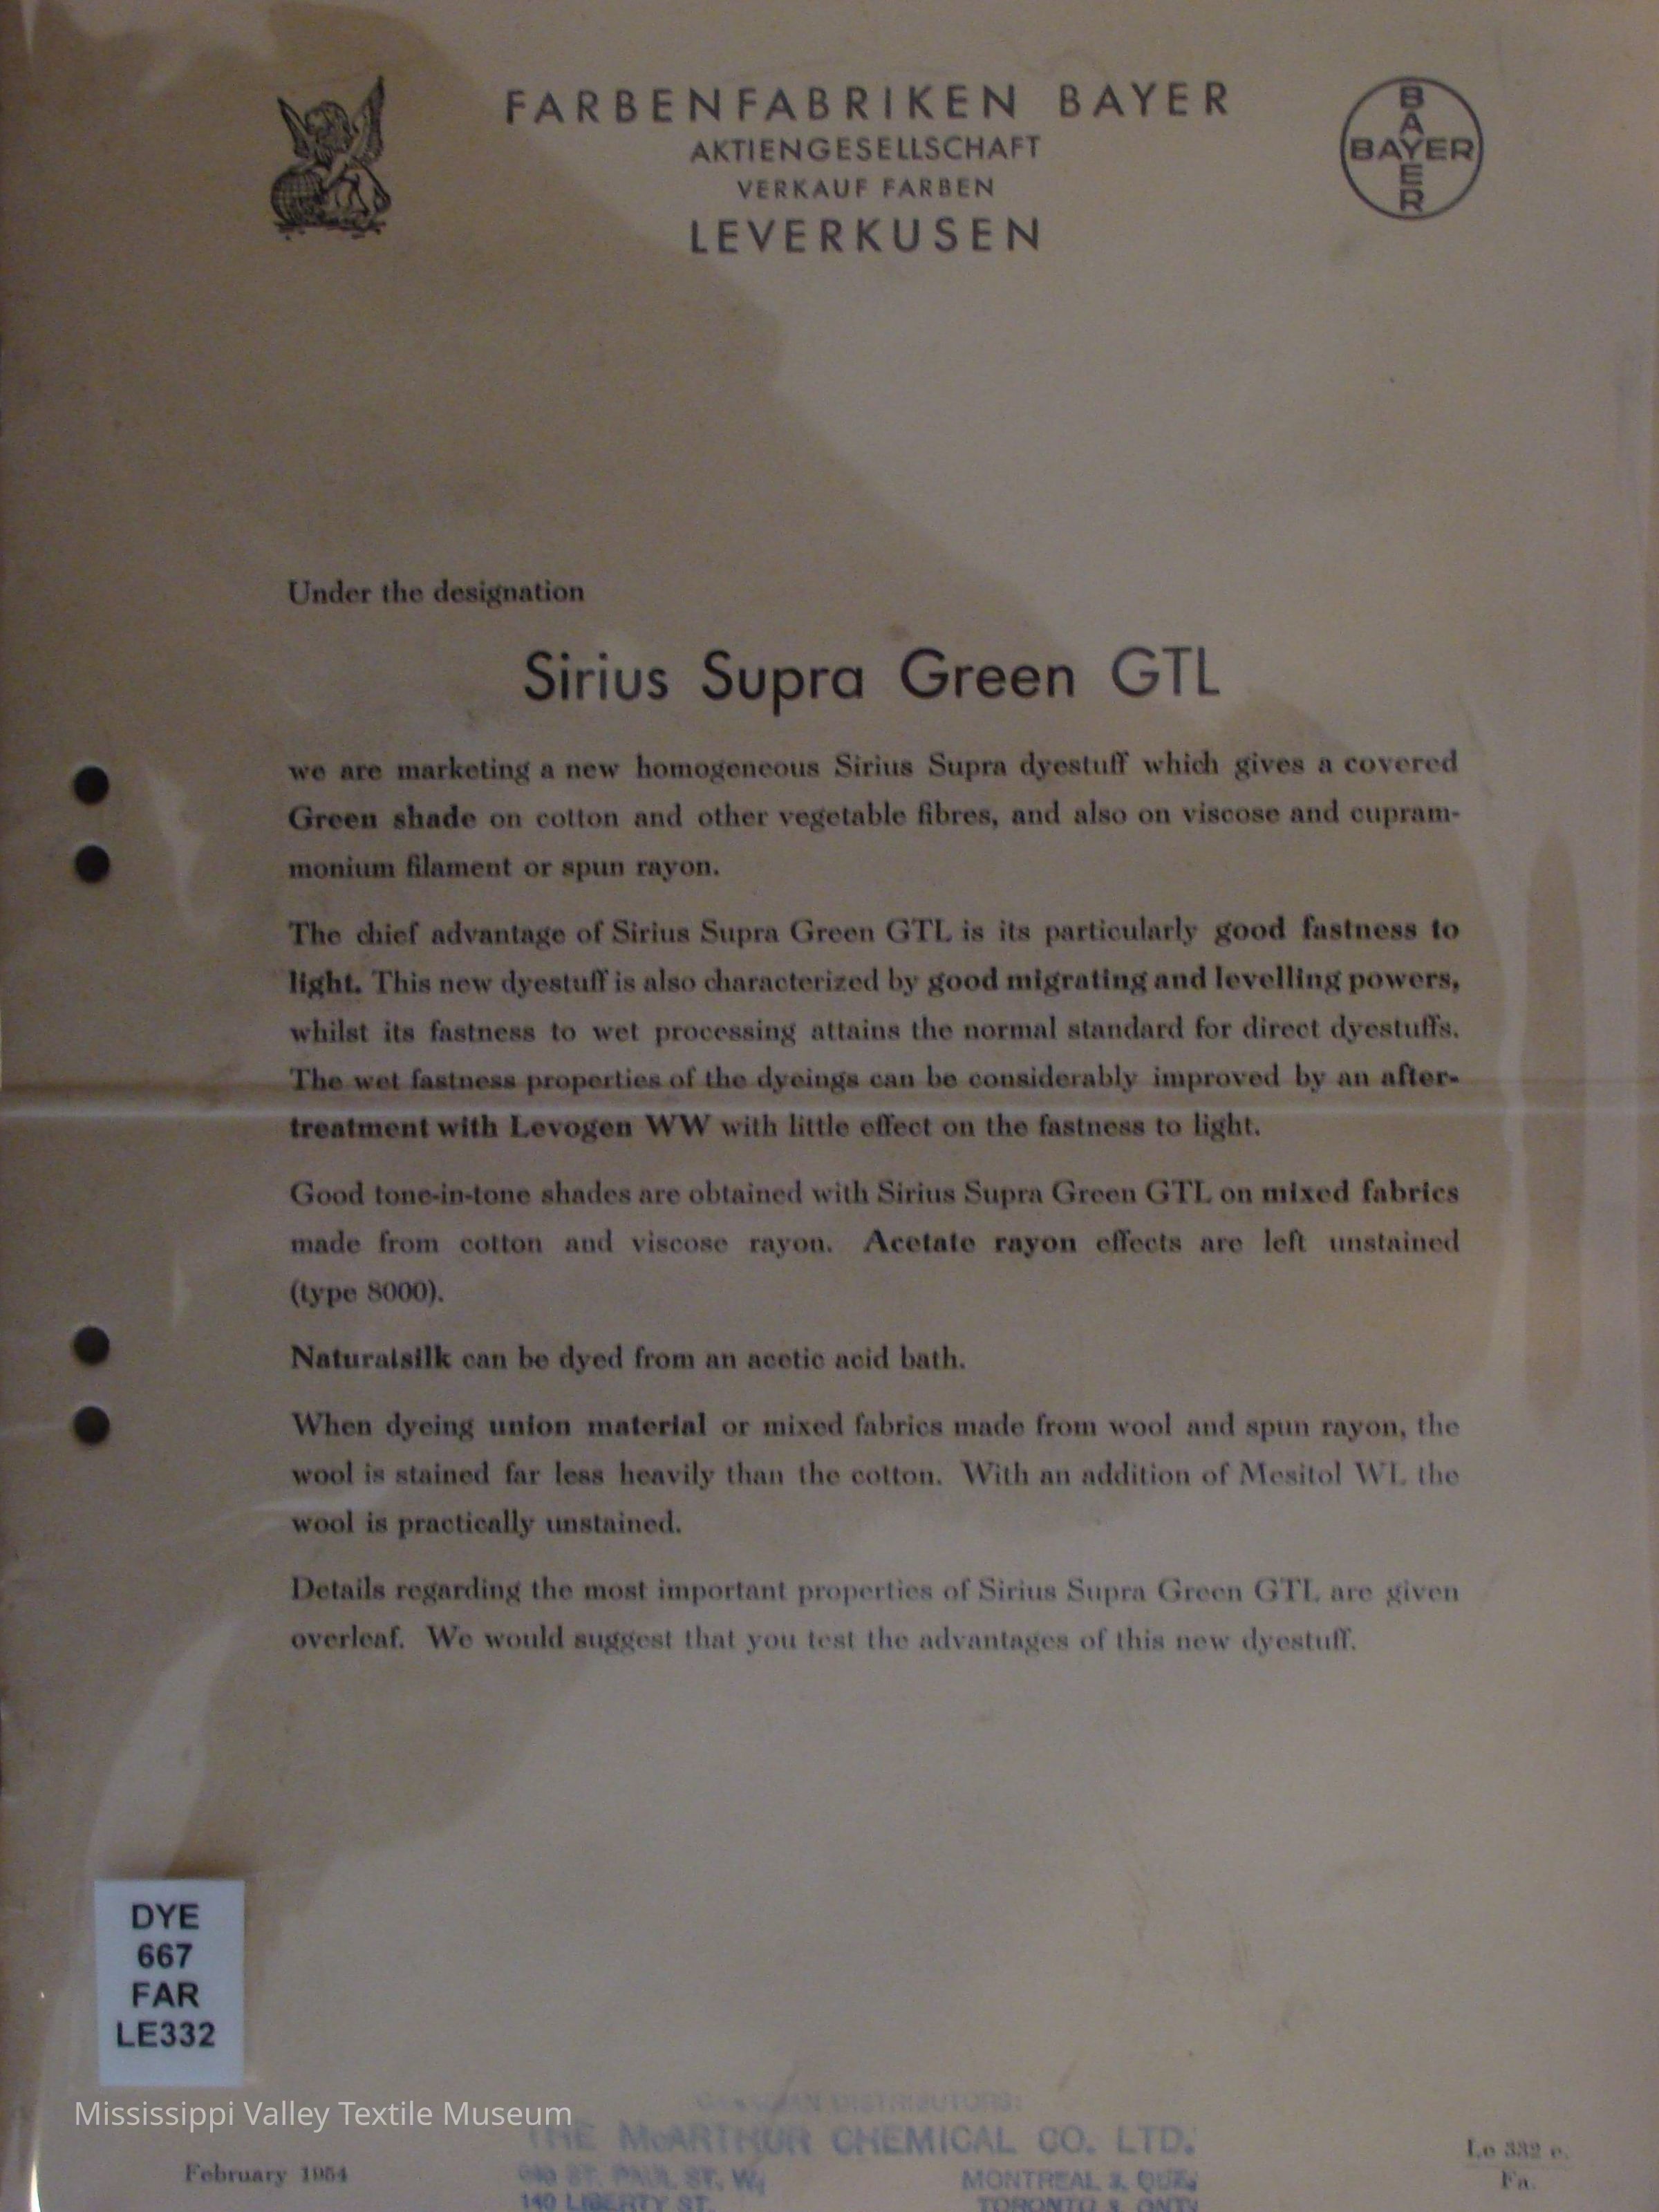 FARBENFABRIKEN BAYER
AKTIENGESELLSCHAFT
VERKAUF FARBEN
LEVERKUSEN
BAYER
BAYER
Under the designation
Sirius Supra Green GTL
we are marketing a new homogeneous Sirius Supra dyestuff which gives a covered
Green shade on cotton and other vegetable fibres, and also on viscose and cupram-
monium filament or spun rayon.
The chief advantage of Sirius Supra Green GTL is its particularly good fastness to
light. This new dyestuff is also characterized by good migrating and levelling powers,
whilst its fastness to wet processing attains the normal standard for direct dyestuffs.
The wet fastness properties of the dyeings can be considerably improved by an after-
treatment with Levogen WW with little effect on the fastness to light.
Good tone-in-tone shades are obtained with Sirius Supra Green GTL on mixed fabrics
made from cotton and viscose rayon. Acetate rayon effects are left unstained
(type 8000).
Naturalsilk can be dyed from an acetic acid bath.
When dyeing union material or mixed fabrics made from wool and spun rayon, the
wool is stained far less heavily than the cotton. With an addition of Mesitol WL the
wool is practically unstained.
Details regarding the most important properties of Sirius Supra Green GTL are given
overleaf. We would suggest that you test the advantages of this new dyestuff.
DYE
667
FAR
LE332
Mississippi Valley Textile Museum
CANADIAN DISTRIBUTORS:
THE McARTHUR CHEMICAL CO. LTD.
ST. PAUL ST. W. MONTREAL 3, QUE.
140 LIBERTY ST. TORONTO 3, ONT.
February 1954
Le 332 e.
Fa.